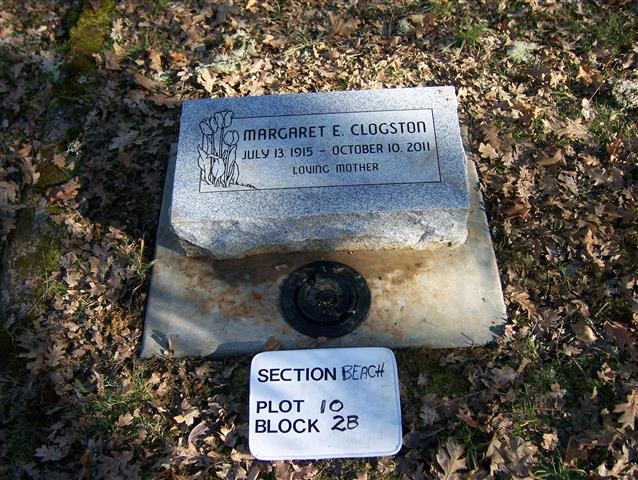 MARGARET E. CLOGSTON
JULY 13, 1915 – OCTOBER 10, 2011
LOVING MOTHER
SECTION BEACH
PLOT 10
BLOCK 2B